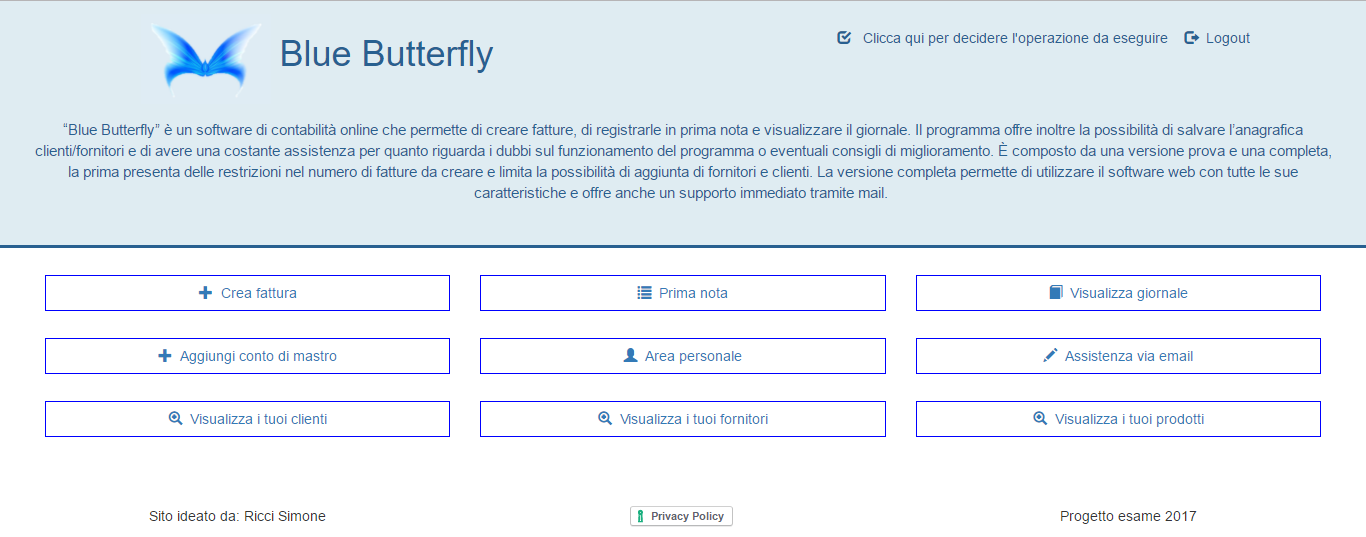 Blue Butterfly
Clicca qui per decidere l'operazione da eseguire
Logout
“Blue Butterfly” è un software di contabilità online che permette di creare fatture, di registrarle in prima nota e visualizzare il giornale. Il programma offre inoltre la possibilità di salvare l’anagrafica
clienti/fornitori e di avere una costante assistenza per quanto riguarda i dubbi sul funzionamento del programma o eventuali consigli di miglioramento. È composto da una versione prova e una completa,
la prima presenta delle restrizioni nel numero di fatture da creare e limita la possibilità di aggiunta di fornitori e clienti. La versione completa permette di utilizzare il software web con tutte le sue
caratteristiche e offre anche un supporto immediato tramite mail.
Crea fattura
Prima nota
Visualizza giornale
Aggiungi conto di mastro
Area personale
Assistenza via email
Visualizza i tuoi clienti
Visualizza i tuoi fornitori
Visualizza i tuoi prodotti
Sito ideato da: Ricci Simone
Privacy Policy
Progetto esame 2017